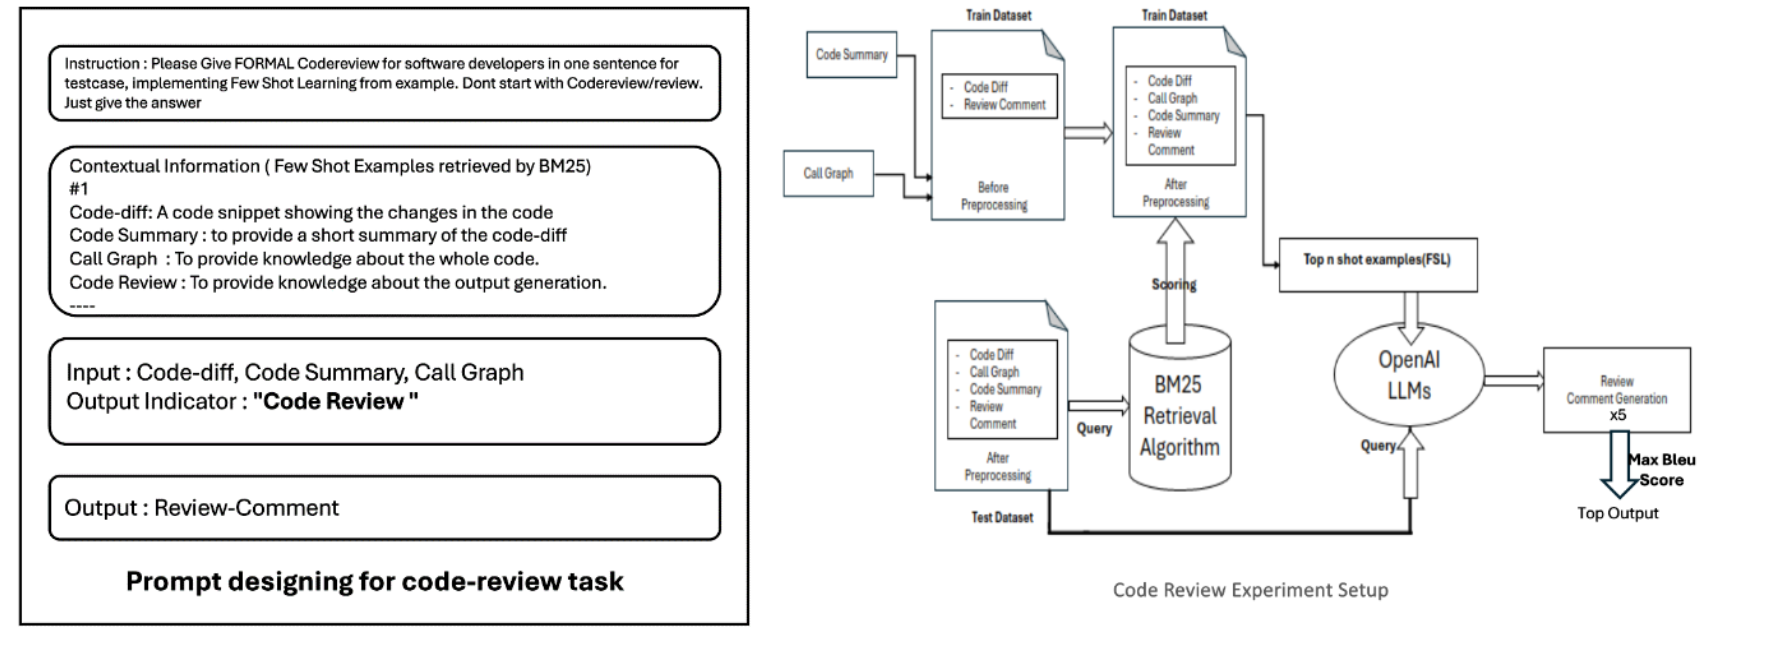 Instruction : Please Give FORMAL Codereview for software developers in one sentence for
testcase, implementing Few Shot Learning from example. Dont start with Codereview/review.
Just give the answer
Contextual Information ( Few Shot Examples retrieved by BM25)
#1
Code-diff: A code snippet showing the changes in the code
Code Summary : to provide a short summary of the code-diff
Call Graph : To provide knowledge about the whole code.
Code Review : To provide knowledge about the output generation.
----
Input : Code-diff, Code Summary, Call Graph
Output Indicator : "Code Review "
Output : Review-Comment
Prompt designing for code-review task
Train Dataset
Train Dataset
Code Summary
Call Graph
- Code Diff
- Review Comment
Before
Preprocessing
- Code Diff
- Call Graph
- Code Summary
- Review
Comment
After
Preprocessing
Scoring
Top n shot examples(FSL)
- Code Diff
- Call Graph
- Code Summary
- Review
Comment
After
Preprocessing
Test Dataset
Query
BM25
Retrieval
Algorithm
OpenAI
LLMs
Query
Review
Comment Generation
x5
Max Bleu
Score
Top Output
Code Review Experiment Setup